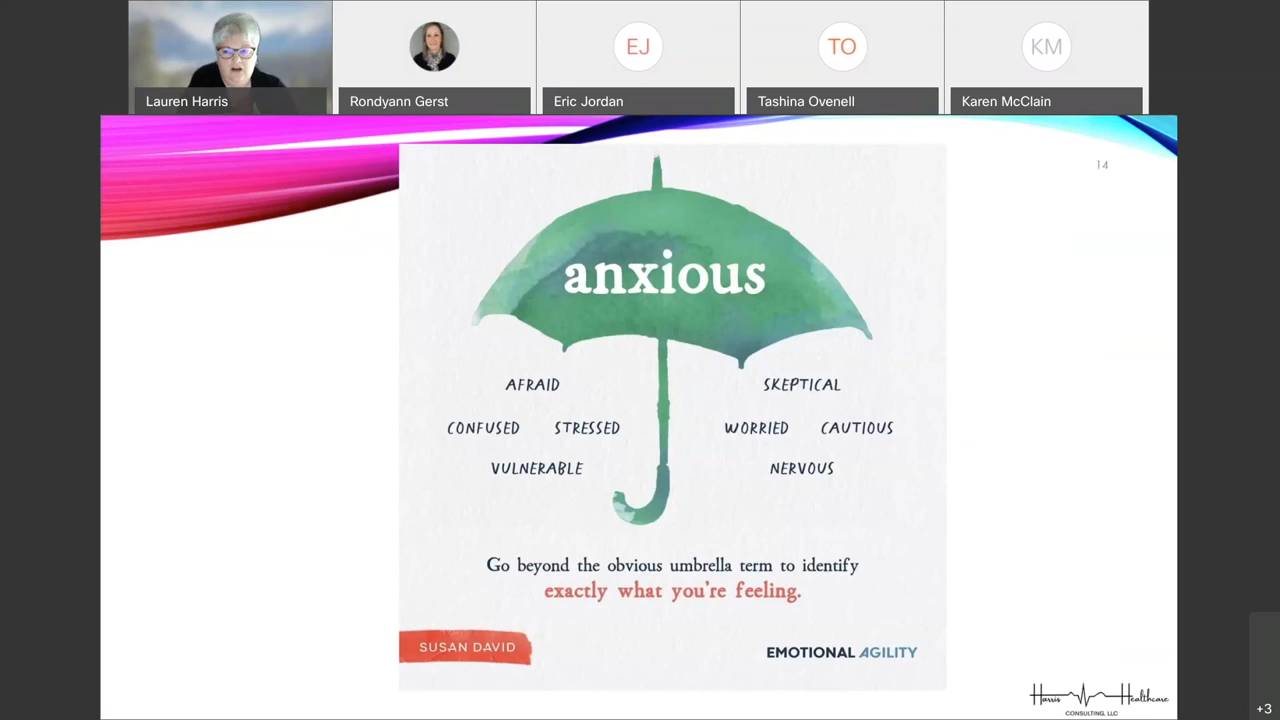 EJ
TO
KM
Lauren Harris
Rondyann Gerst
Eric Jordan
Tashina Ovenell
Karen McClain
14
anxious
AFRAID
SKEPTICAL
CONFUSED STRESSED
WORRIED CAUTIOUS
VULNERABLE
NERVOUS
Go beyond the obvious umbrella term to identify
exactly what you're feeling.
SUSAN DAVID
EMOTIONAL AGILITY
Harris Healthcare
CONSULTING, LLC
+3